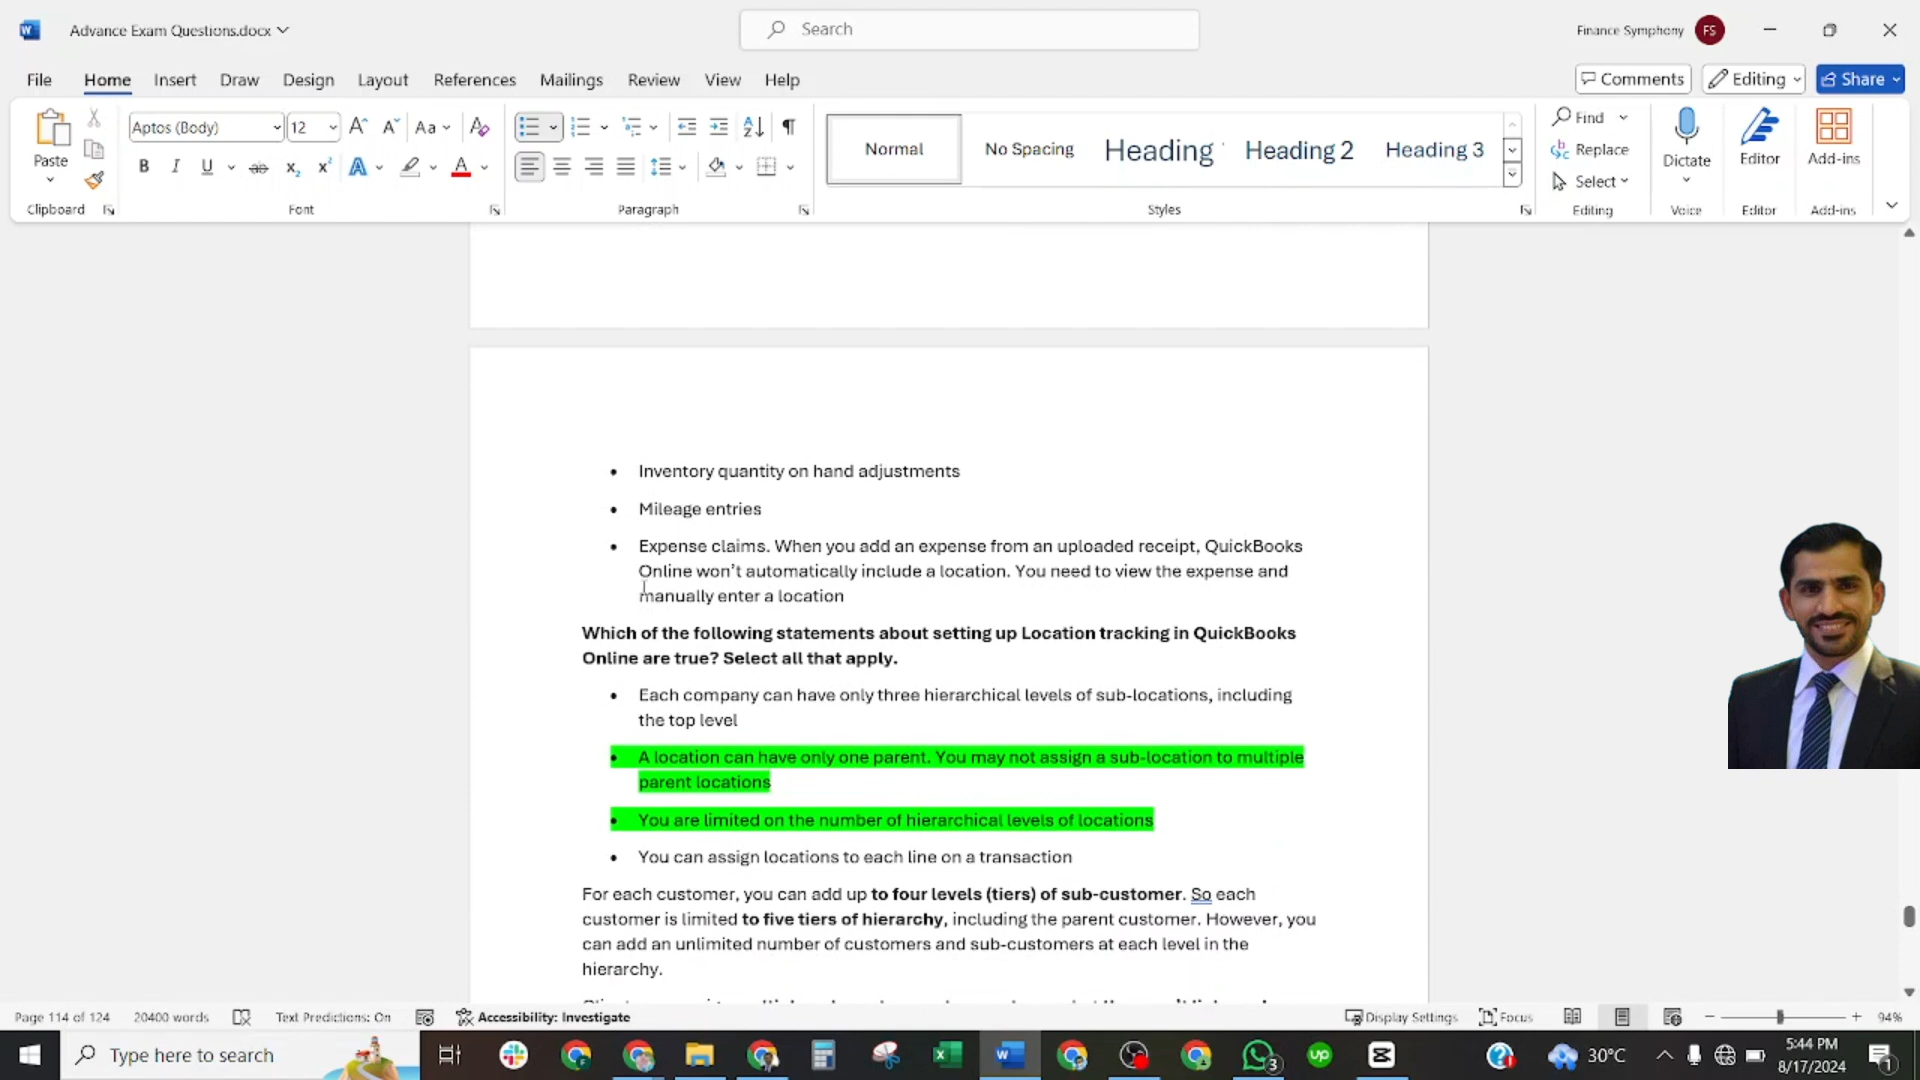 Advance Exam Questions.docx
Search
Finance Symphony
FS
File Home Insert Draw Design Layout References Mailings Review View Help
Comments
Editing
Share
Paste
Clipboard
Aptos (Body)
12
Font
Paragraph
Normal
No Spacing
Heading
Heading 2
Heading 3
Styles
Find
Replace
Select
Editing
Dictate
Voice
Editor
Editor
Add-ins
Add-ins
• Inventory quantity on hand adjustments
• Mileage entries
• Expense claims. When you add an expense from an uploaded receipt, QuickBooks
Online won't automatically include a location. You need to view the expense and
manually enter a location
Which of the following statements about setting up Location tracking in QuickBooks
Online are true? Select all that apply.
• Each company can have only three hierarchical levels of sub-locations, including
the top level
• A location can have only one parent. You may not assign a sub-location to multiple
parent locations
• You are limited on the number of hierarchical levels of locations
• You can assign locations to each line on a transaction
For each customer, you can add up to four levels (tiers) of sub-customer. So each
customer is limited to five tiers of hierarchy, including the parent customer. However, you
can add an unlimited number of customers and sub-customers at each level in the
hierarchy.
Page 114 of 124 20400 words Text Predictions: On Accessibility: Investigate Display Settings Focus 94%
Type here to search
30°C
5:44 PM
8/17/2024